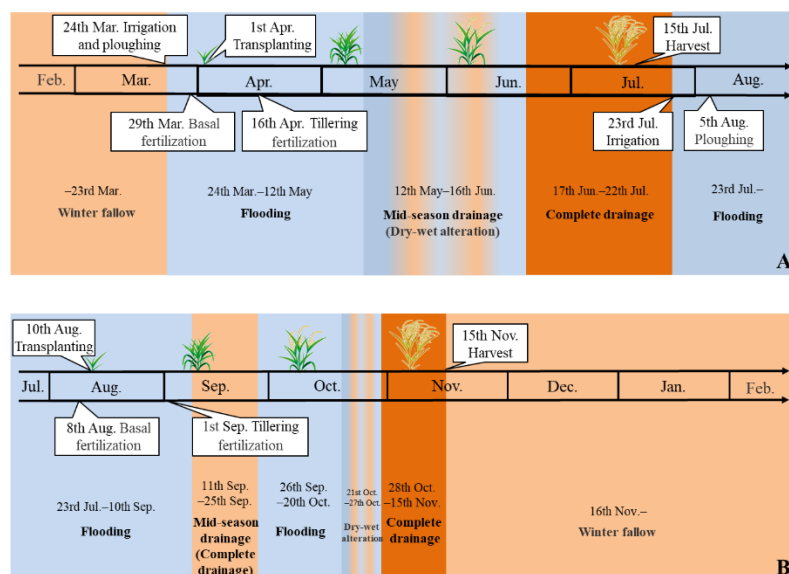 24th Mar. Irrigation
and ploughing
1st Apr.
Transplanting
15th Jul.
Harvest
Feb.
Mar.
Apr.
May
Jun.
Jul.
Aug.
29th Mar. Basal
fertilization
16th Apr. Tillering
fertilization
23rd Jul.
Irrigation
5th Aug.
Ploughing
–23rd Mar.
Winter fallow
24th Mar.–12th May
Flooding
12th May–16th Jun.
Mid-season drainage
(Dry-wet alteration)
17th Jun.–22th Jul.
Complete drainage
23rd Jul.–
Flooding
A
10th Aug.
Transplanting
15th Nov.
Harvest
Jul.
Aug.
Sep.
Oct.
Nov.
Dec.
Jan.
Feb.
8th Aug. Basal
fertilization
1st Sep. Tillering
fertilization
23rd Jul.–10th Sep.
Flooding
11th Sep.
–25th Sep.
Mid-season
drainage
(Complete
drainage)
26th Sep.
–20th Oct.
Flooding
21st Oct.
–27th Oct.
Dry-wet
alteration
28th Oct.
–15th Nov.
Complete
drainage
16th Nov.–
Winter fallow
B